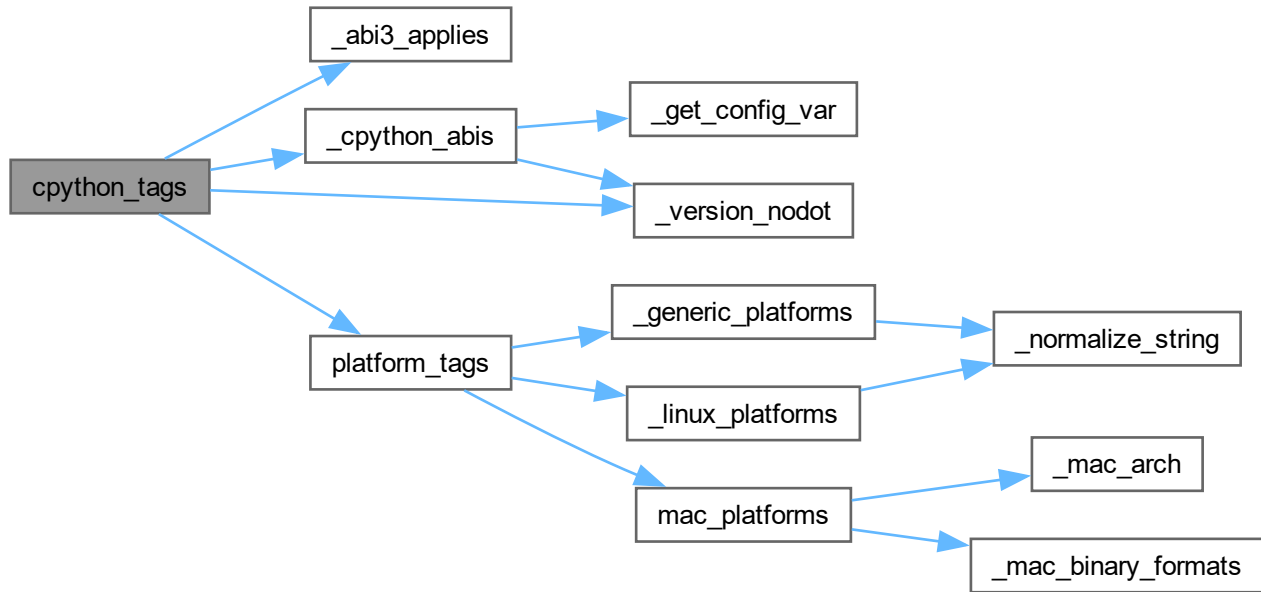 _abi3_applies
_get_config_var
_cpython_abis
cpython_tags
_version_nodot
_generic_platforms
_normalize_string
platform_tags
_linux_platforms
_mac_arch
mac_platforms
_mac_binary_formats